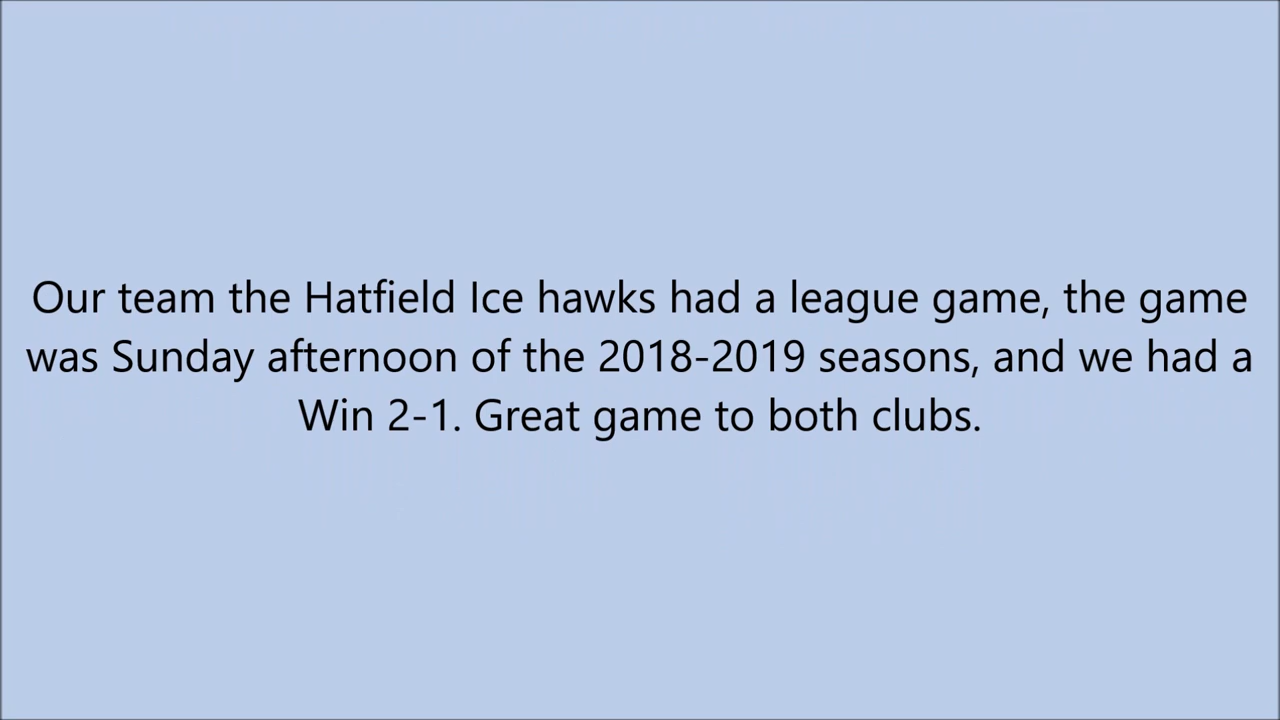 Our team the Hatfield Ice hawks had a league game, the game
was Sunday afternoon of the 2018-2019 seasons, and we had a
Win 2-1. Great game to both clubs.